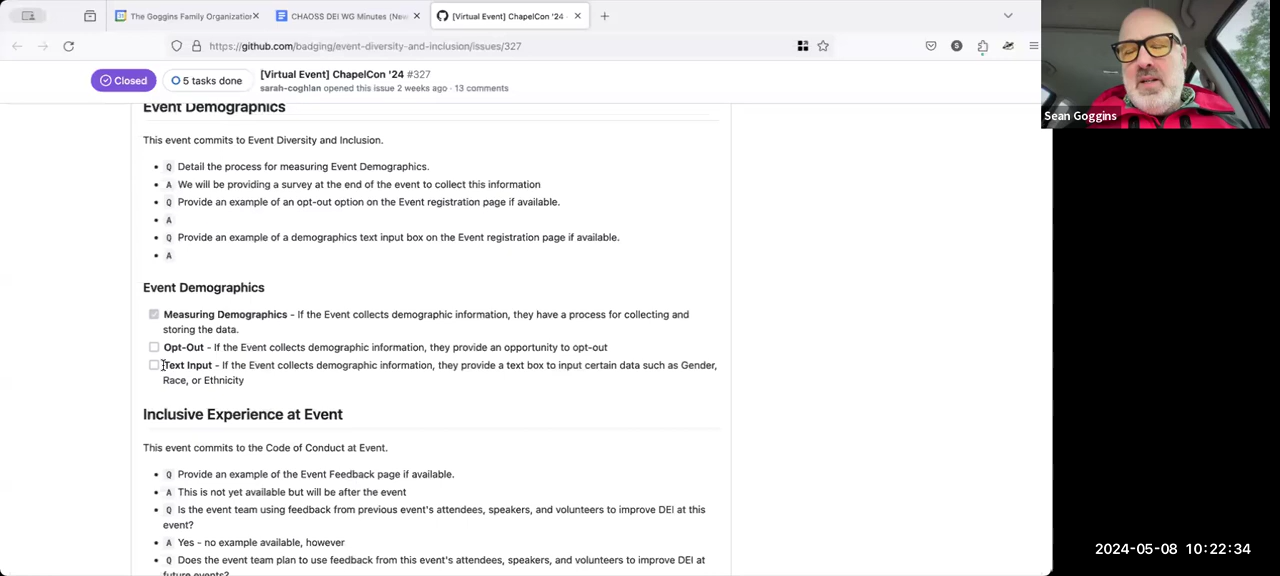 The Goggins Family Organization
CHAOSS DEI WG Minutes (New
[Virtual Event] ChapelCon '24
https://github.com/badging/event-diversity-and-inclusion/issues/327
S
Closed
5 tasks done
[Virtual Event] ChapelCon '24 #327
sarah-coghlan opened this issue 2 weeks ago · 13 comments
Event Demographics
This event commits to Event Diversity and Inclusion.
• Q Detail the process for measuring Event Demographics.
• A We will be providing a survey at the end of the event to collect this information
• Q Provide an example of an opt-out option on the Event registration page if available.
• A
• Q Provide an example of a demographics text input box on the Event registration page if available.
• A
Event Demographics
Measuring Demographics - If the Event collects demographic information, they have a process for collecting and
storing the data.
Opt-Out - If the Event collects demographic information, they provide an opportunity to opt-out
Text Input - If the Event collects demographic information, they provide a text box to input certain data such as Gender,
Race, or Ethnicity
Inclusive Experience at Event
This event commits to the Code of Conduct at Event.
• Q Provide an example of the Event Feedback page if available.
• A This is not yet available but will be after the event
• Q Is the event team using feedback from previous event's attendees, speakers, and volunteers to improve DEI at this
event?
• A Yes - no example available, however
• Q Does the event team plan to use feedback from this event's attendees, speakers, and volunteers to improve DEI at
future events?
Sean Goggins
2024-05-08 10:22:34